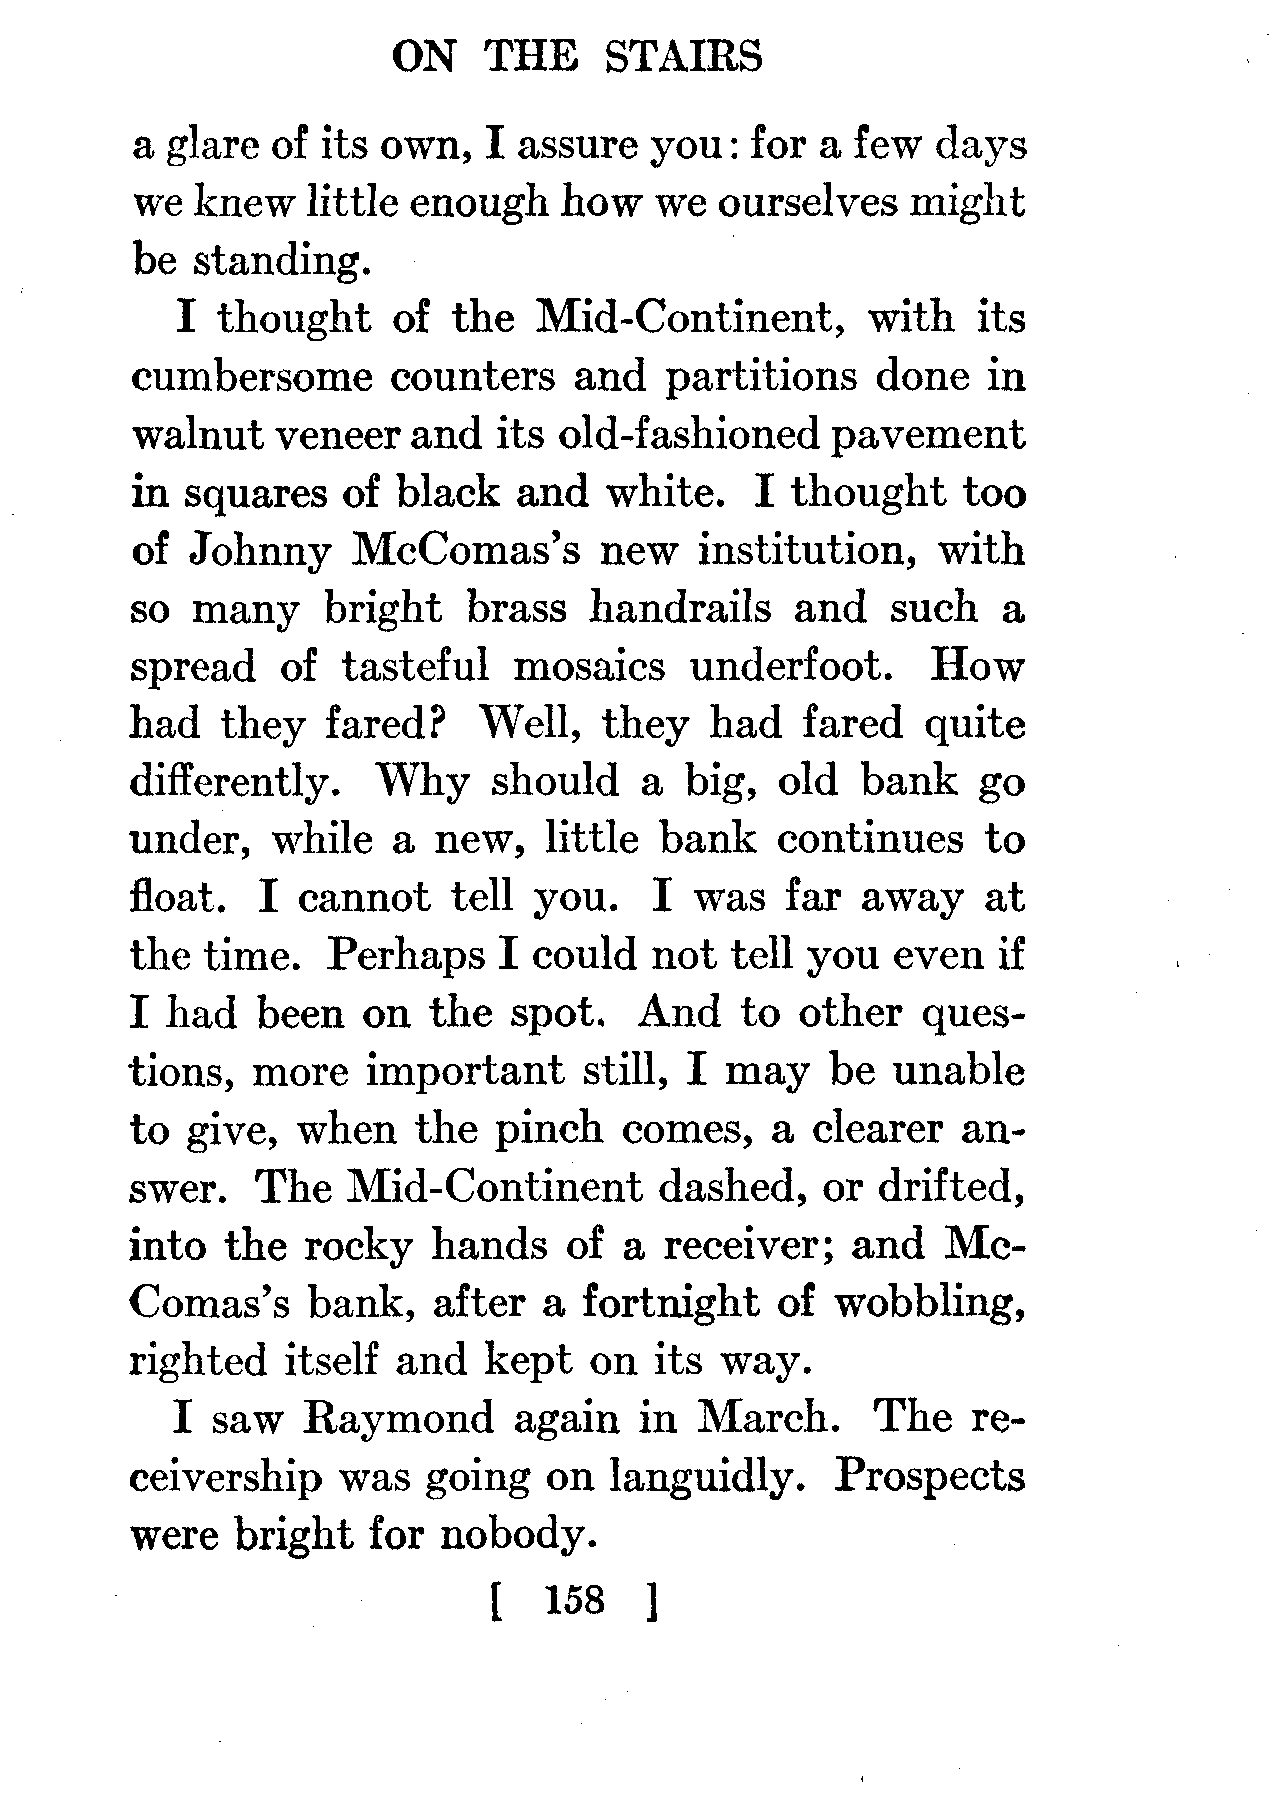 ON THE STAIRS
a glare of its own, I assure you: for a few days
we knew little enough how we ourselves might
be standing.
I thought of the Mid-Continent, with its
cumbersome counters and partitions done in
walnut veneer and its old-fashioned pavement
in squares of black and white. I thought too
of Johnny McComas's new institution, with
so many bright brass handrails and such a
spread of tasteful mosaics underfoot. How
had they fared? Well, they had fared quite
differently. Why should a big, old bank go
under, while a new, little bank continues to
float. I cannot tell you. I was far away at
the time. Perhaps I could not tell you even if
I had been on the spot. And to other ques-
tions, more important still, I may be unable
to give, when the pinch comes, a clearer an-
swer. The Mid-Continent dashed, or drifted,
into the rocky hands of a receiver; and Mc-
Comas's bank, after a fortnight of wobbling,
righted itself and kept on its way.
I saw Raymond again in March. The re-
ceivership was going on languidly. Prospects
were bright for nobody.
[ 158 ]